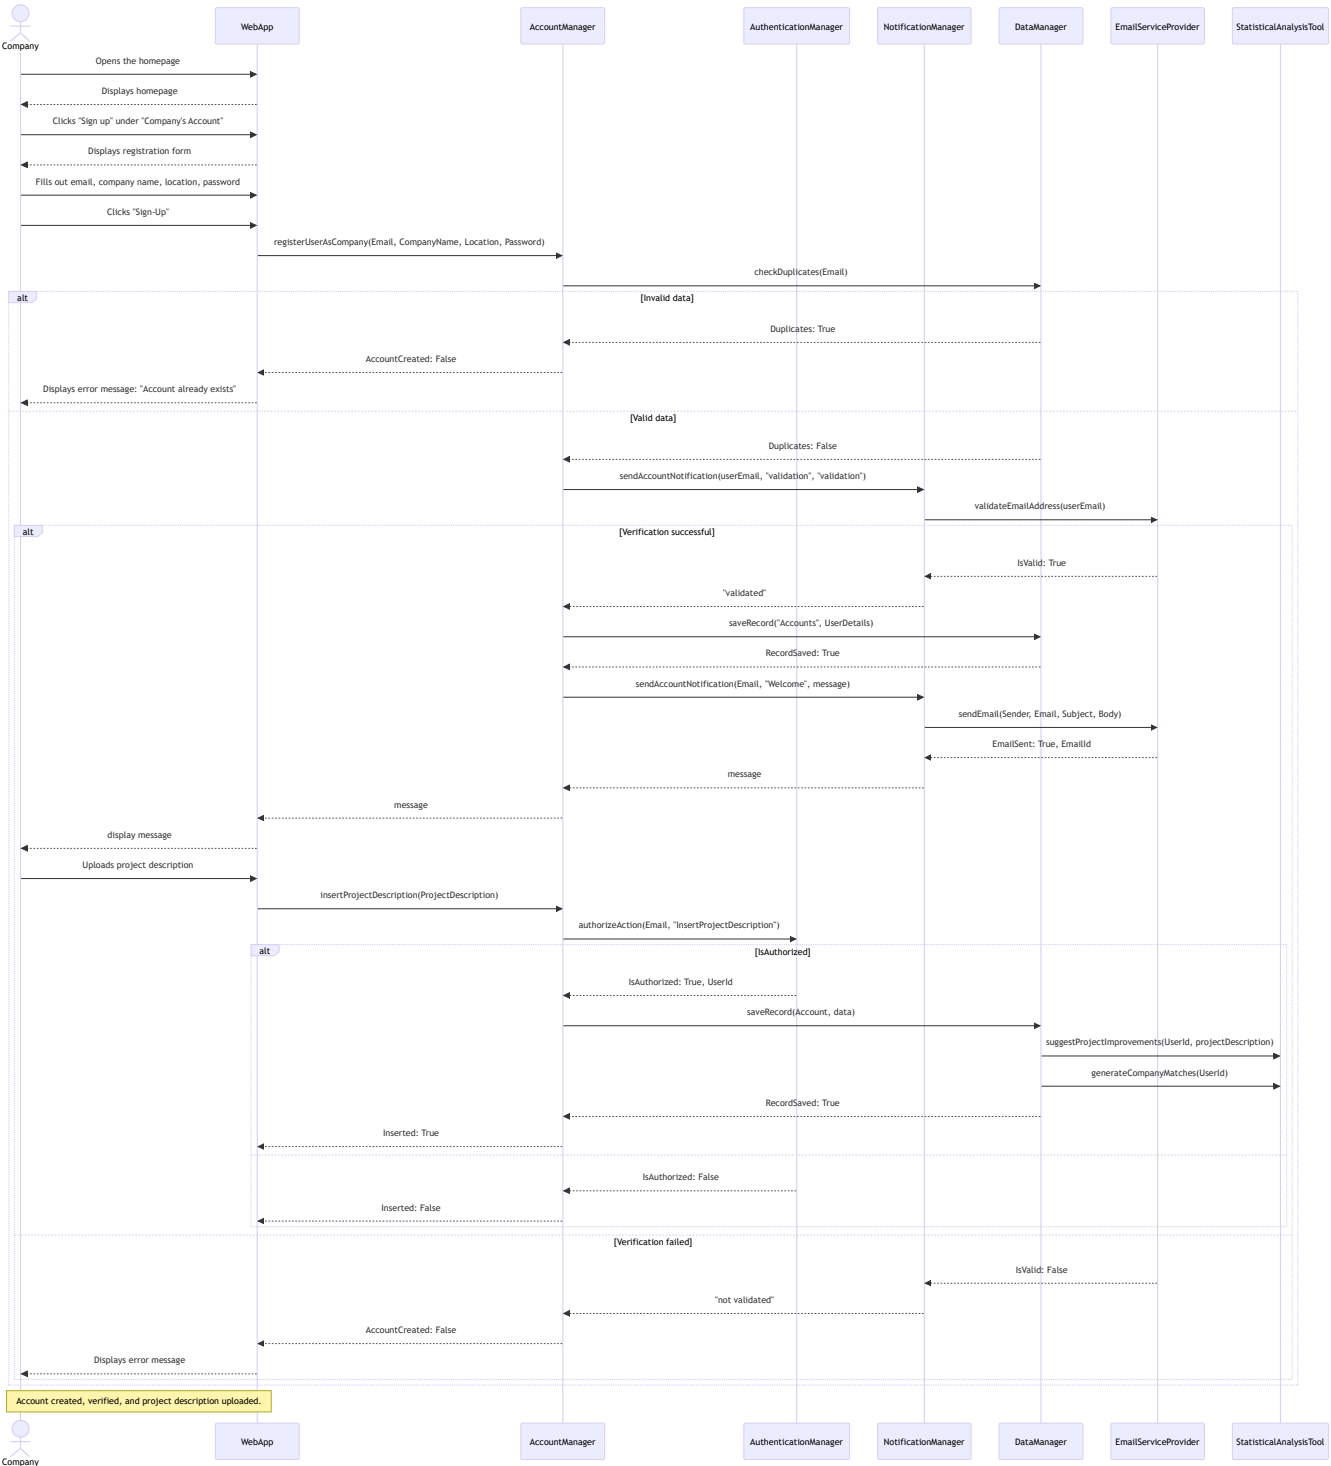 Company
WebApp
AccountManager
AuthenticationManager
NotificationManager
DataManager
EmailServiceProvider
StatisticalAnalysisTool
Opens the homepage
Displays homepage
Clicks "Sign up" under "Company's Account"
Displays registration form
Fills out email, company name, location, password
Clicks "Sign-Up"
registerUserAsCompany(Email, CompanyName, Location, Password)
checkDuplicates(Email)
alt
[Invalid data]
Duplicates: True
AccountCreated: False
Displays error message: "Account already exists"
[Valid data]
Duplicates: False
sendAccountNotification(userEmail, "validation", "validation")
validateEmailAddress(userEmail)
alt
[Verification successful]
IsValid: True
"validated"
saveRecord("Accounts", UserDetails)
RecordSaved: True
sendAccountNotification(Email, "Welcome", message)
sendEmail(Sender, Email, Subject, Body)
EmailSent: True, EmailId
message
message
display message
Uploads project description
insertProjectDescription(ProjectDescription)
authorizeAction(Email, "InsertProjectDescription")
alt
[IsAuthorized]
IsAuthorized: True, UserId
saveRecord(Account, data)
suggestProjectImprovements(UserId, projectDescription)
generateCompanyMatches(UserId)
RecordSaved: True
Inserted: True
IsAuthorized: False
Inserted: False
[Verification failed]
IsValid: False
"not validated"
AccountCreated: False
Displays error message
Account created, verified, and project description uploaded.
Company
WebApp
AccountManager
AuthenticationManager
NotificationManager
DataManager
EmailServiceProvider
StatisticalAnalysisTool